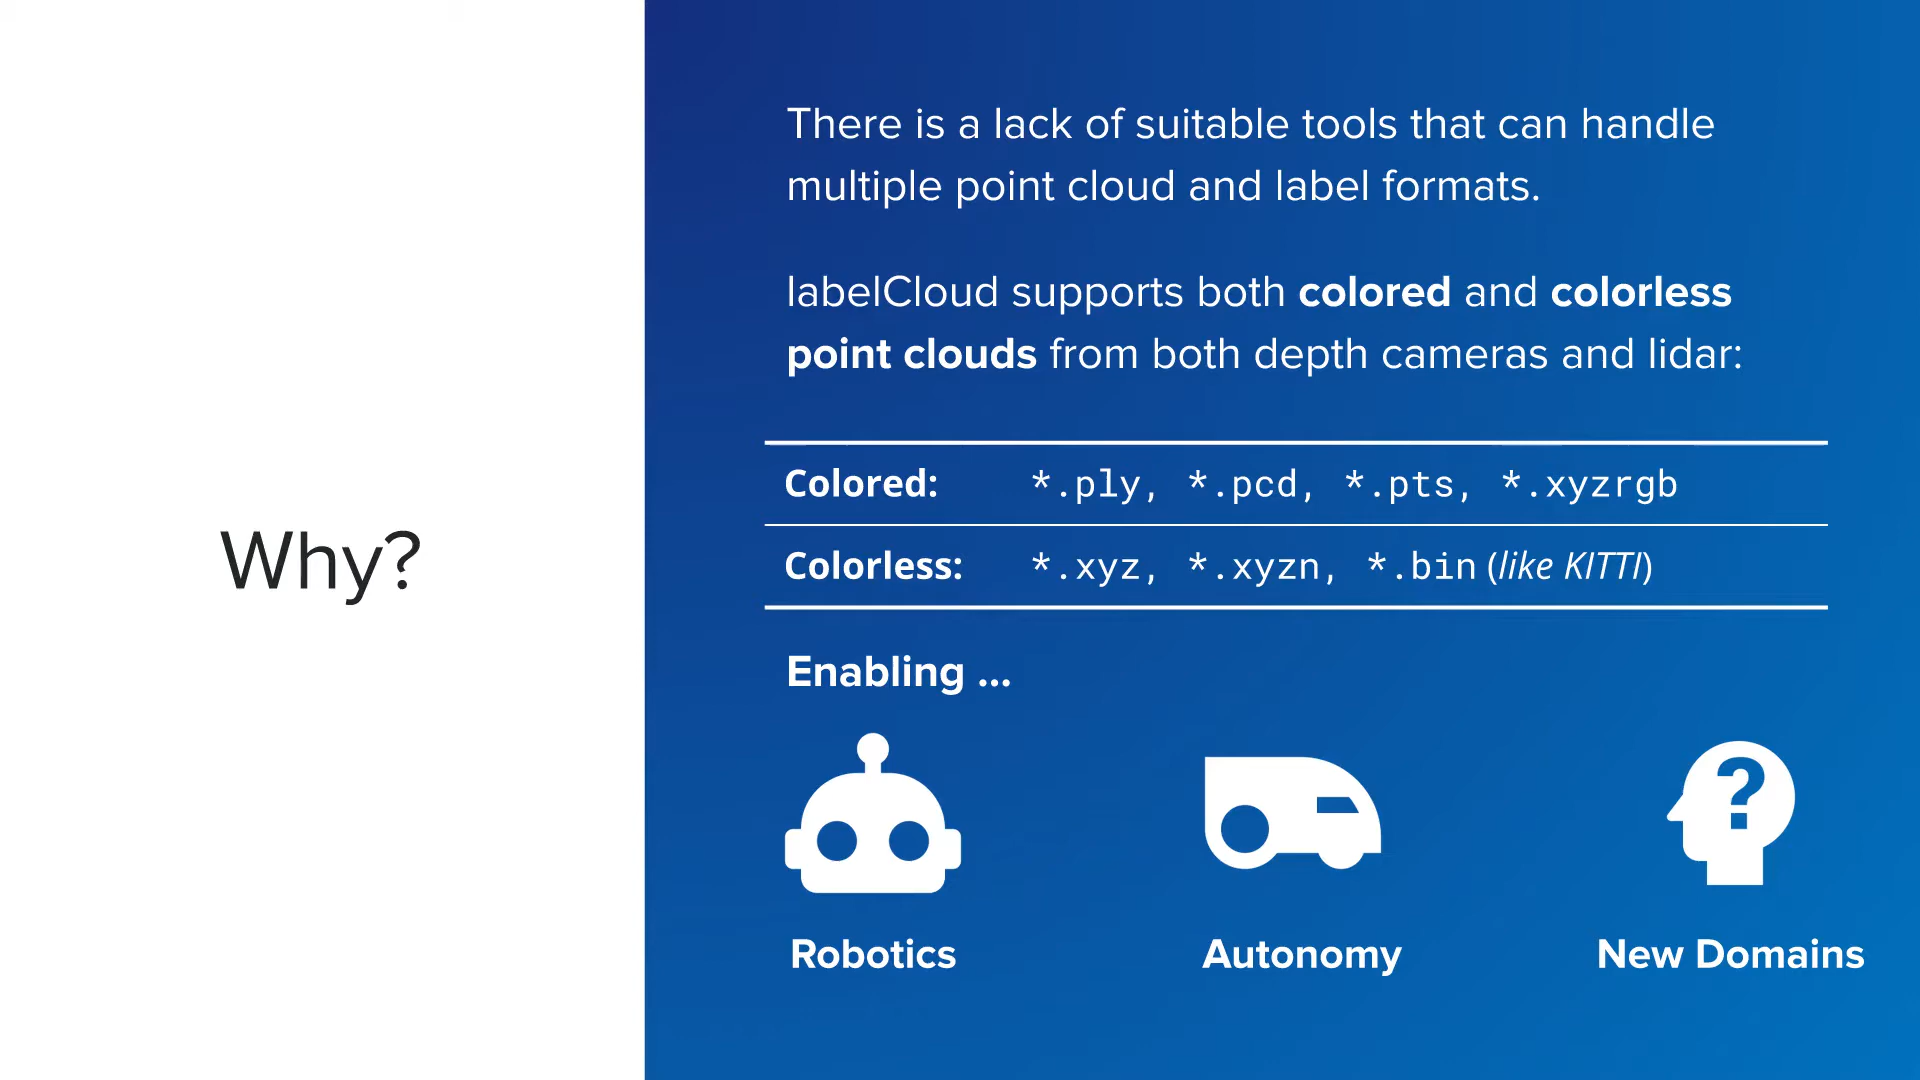 Why?
There is a lack of suitable tools that can handle
multiple point cloud and label formats.
labelCloud supports both colored and colorless
point clouds from both depth cameras and lidar:
Colored: *.ply, *.pcd, *.pts, *.xyzrgb
Colorless: *.xyz, *.xyzn, *.bin (like KITTI)
Enabling ...
?
Robotics Autonomy New Domains